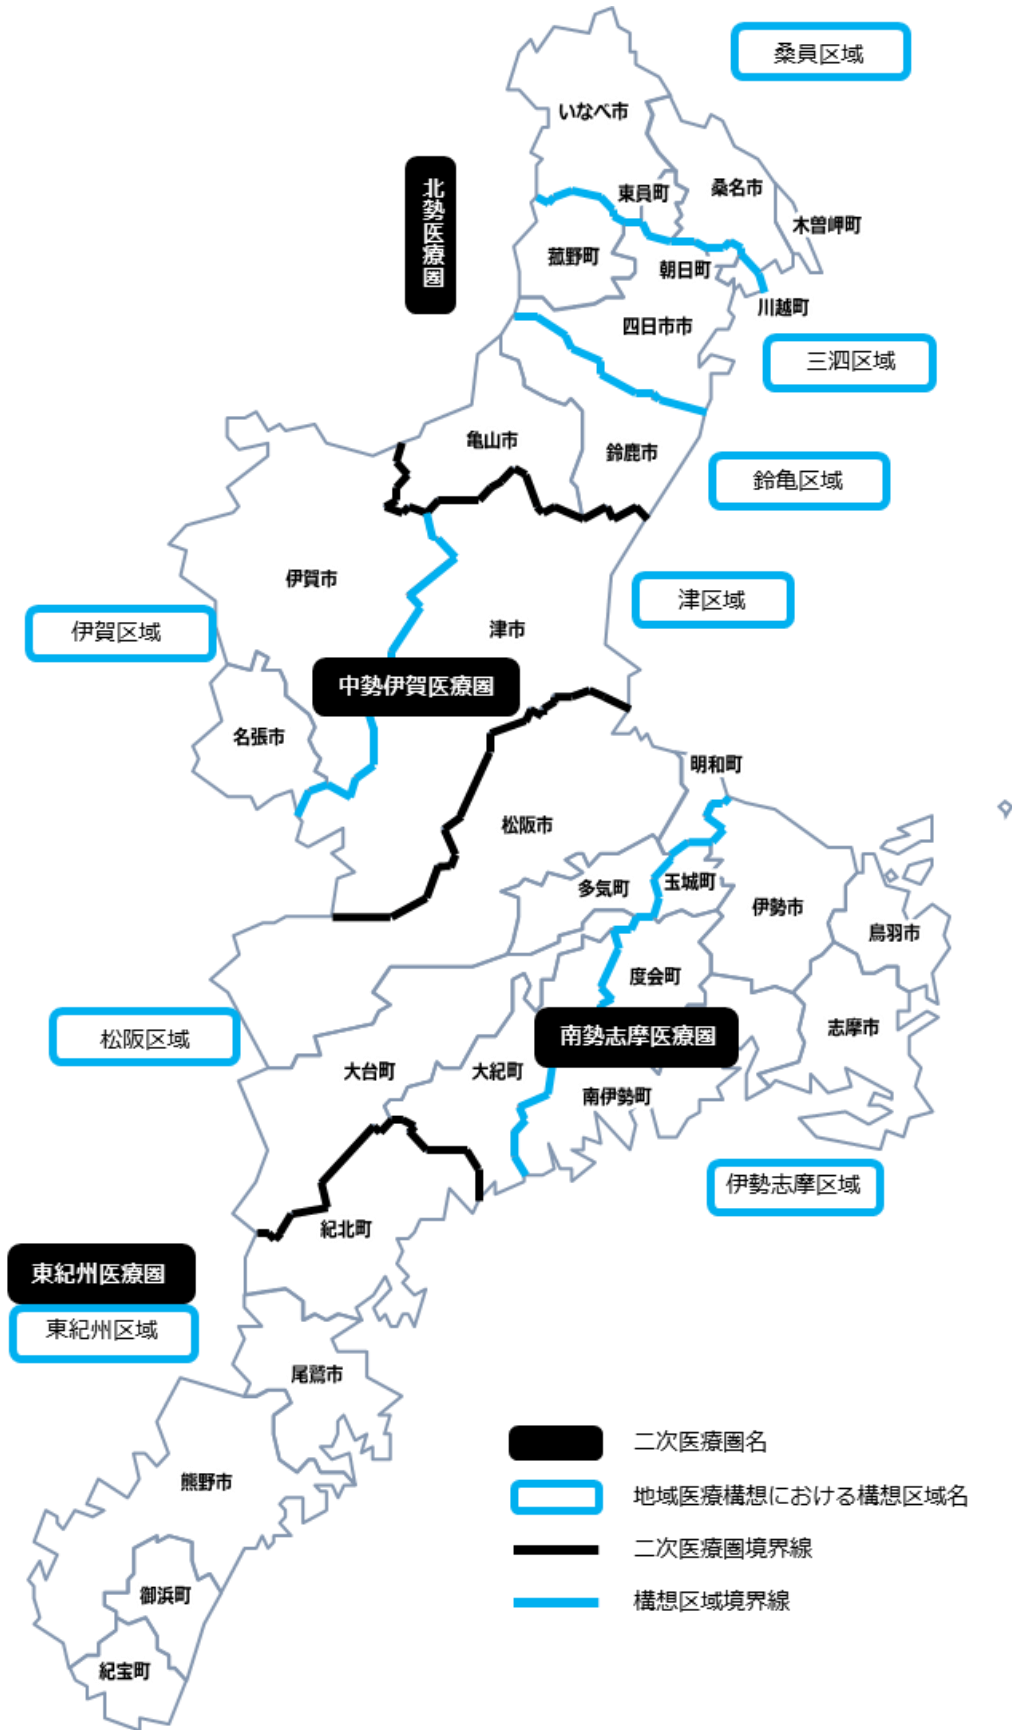 桑員区域
いなべ市
北勢医療圏
東員町
桑名市
木曽岬町
菰野町
朝日町
川越町
四日市市
三泗区域
亀山市
鈴鹿市
鈴亀区域
伊賀市
津区域
伊賀区域
津市
中勢伊賀医療圏
名張市
明和町
松阪市
多気町
玉城町
伊勢市
鳥羽市
度会町
松阪区域
南勢志摩医療圏
志摩市
大台町
大紀町
南伊勢町
伊勢志摩区域
紀北町
東紀州医療圏
東紀州区域
尾鷲市
二次医療圏名
熊野市
地域医療構想における構想区域名
二次医療圏境界線
御浜町
構想区域境界線
紀宝町